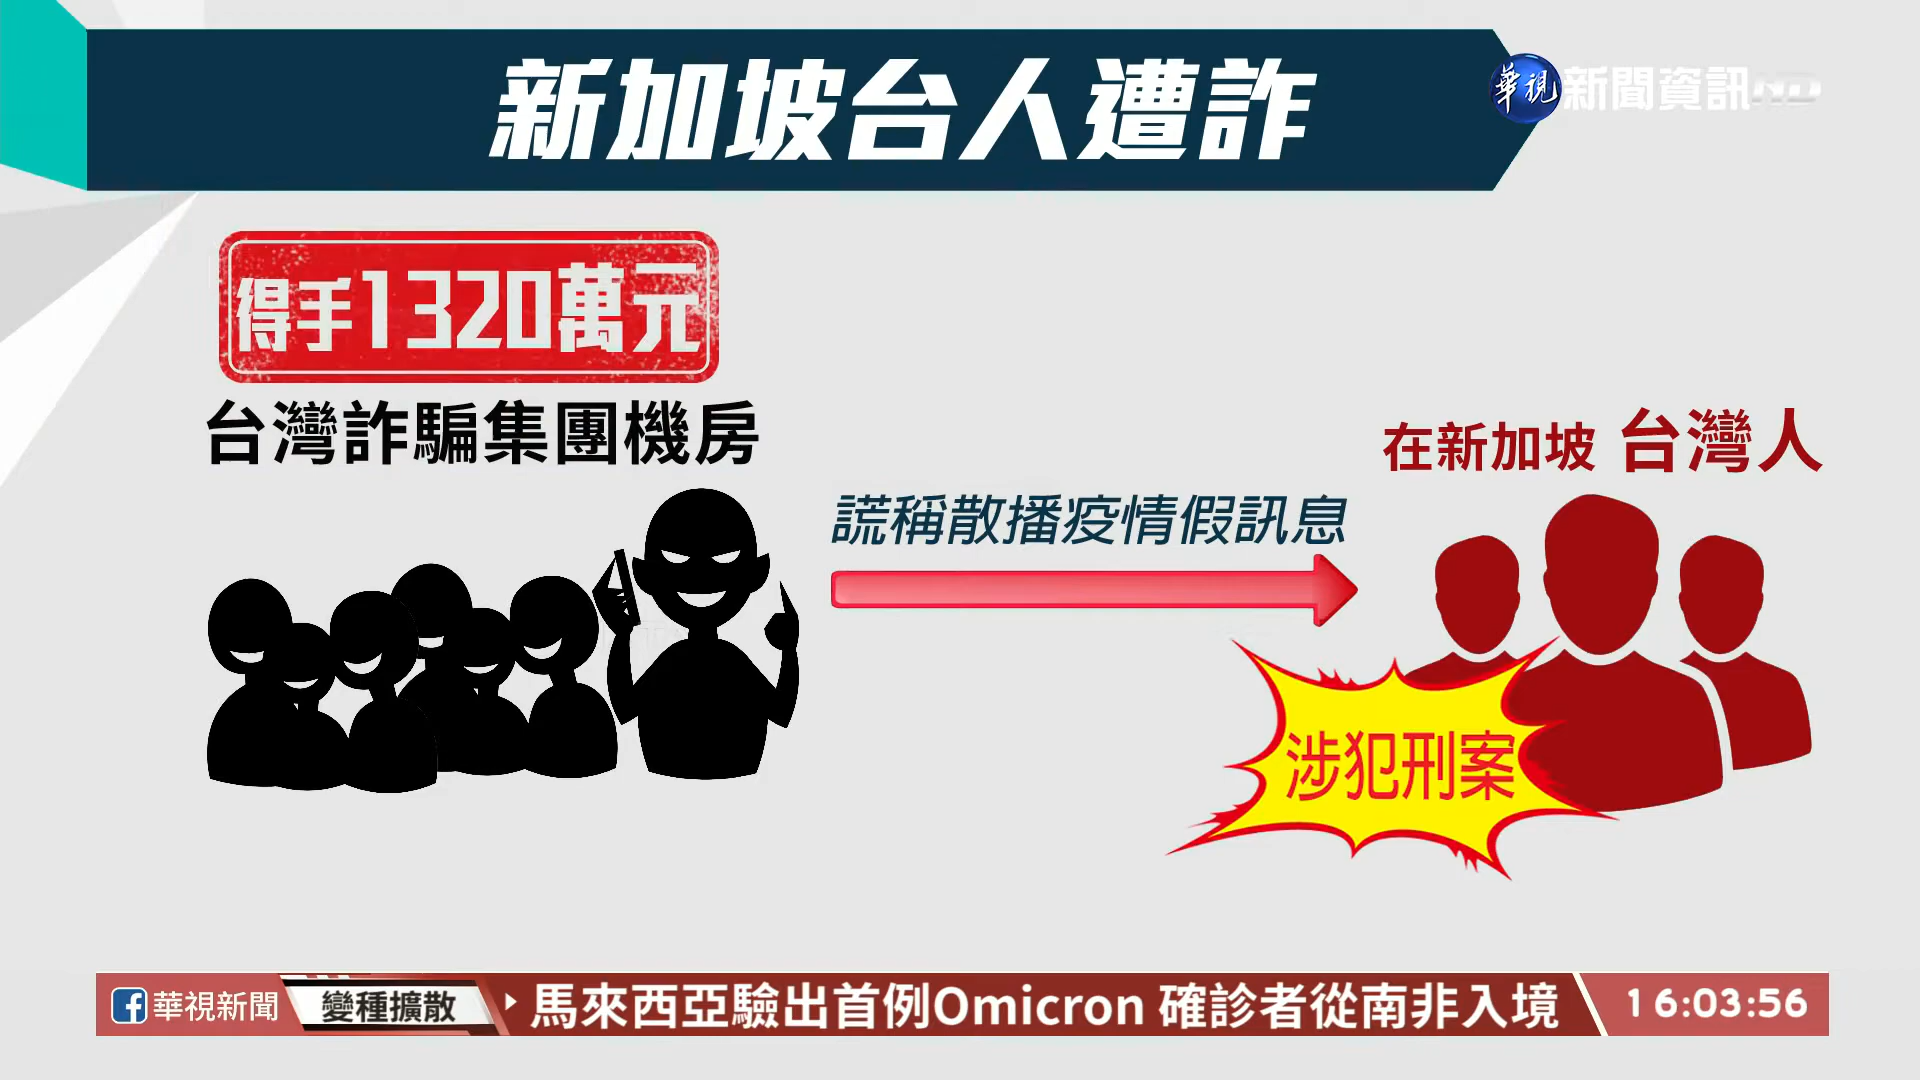 新加坡台人遭詐
華視 新聞資訊HD
得手1320萬元
台灣詐騙集團機房
在新加坡 台灣人
謊稱散播疫情假訊息
涉犯刑案
華視新聞 變種擴散 馬來西亞驗出首例Omicron 確診者從南非入境 16:03:56